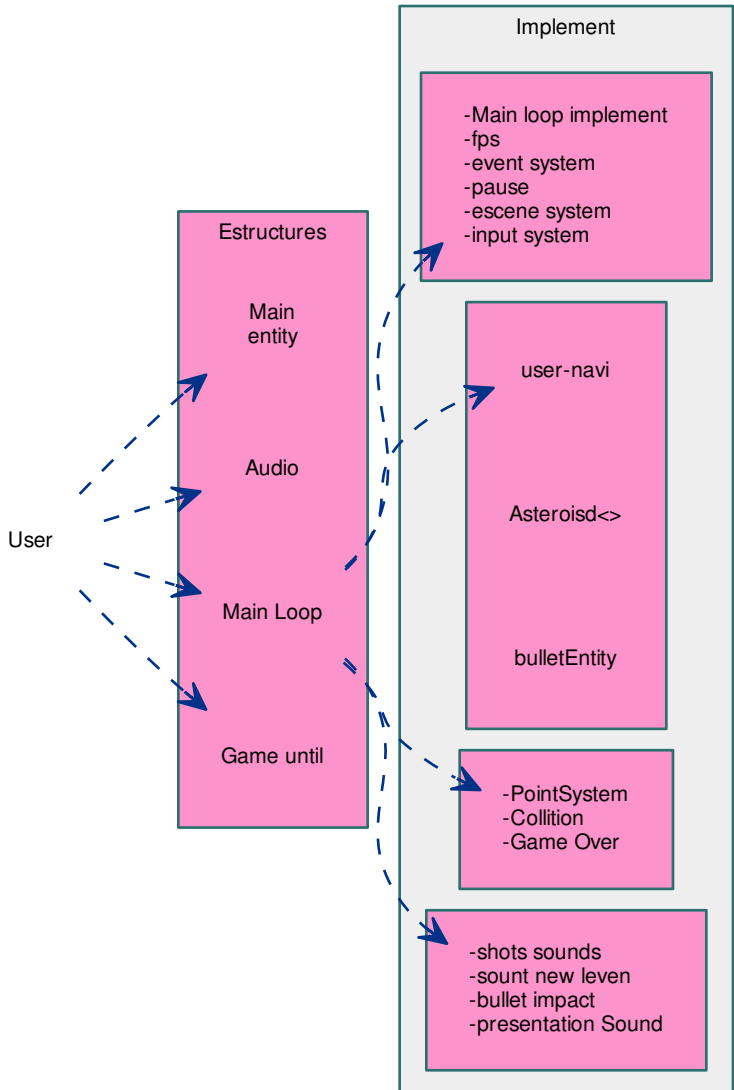 User
Estructures
Main
entity
Audio
Main Loop
Game until
Implement
-Main loop implement
-fps
-event system
-pause
-escene system
-input system
user-navi
Asteroisd<>
bulletEntity
-PointSystem
-Collition
-Game Over
-shots sounds
-sount new leven
-bullet impact
-presentation Sound